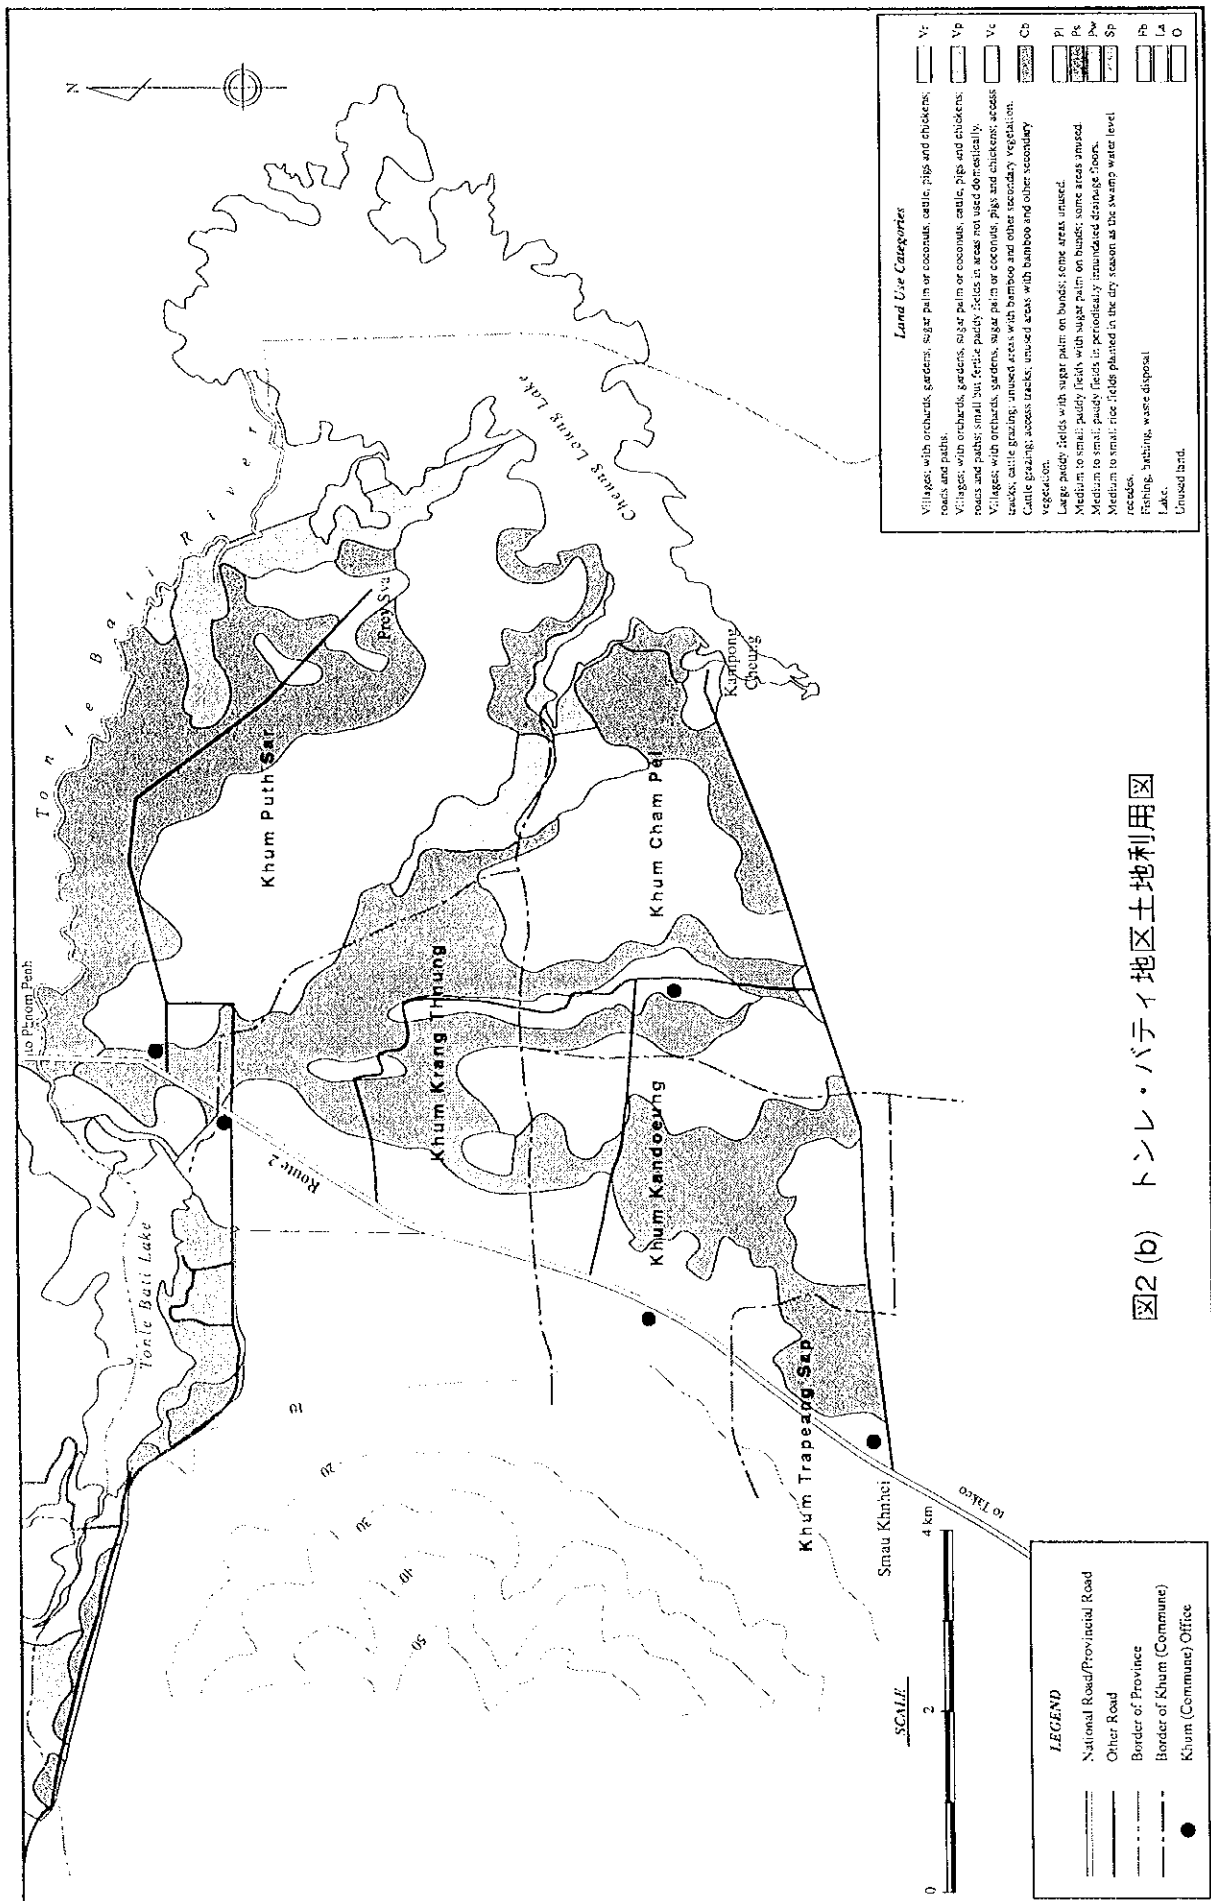 N
to Phnom Penh
Tonle Bati River
Tonle Bati Lake
Route 2
Khum Puth Sar
Prey Sva
Cheung Loung Lake
Khum Krang Thnung
Khum Cham Pei
Kampong
Cheung
Khum Kandoeung
Khum Trapeang Sap
Smau Khnhei
to Takeo
10
20
30
40
50
SCALE
0 2 4 km
LEGEND
National Road/Provincial Road
Other Road
Border of Province
Border of Khum (Commune)
Khum (Commune) Office
Land Use Categories
Villages; with orchards, gardens, sugar palm or coconuts, cattle, pigs and chickens; Vr
roads and paths.
Villages; with orchards, gardens, sugar palm or coconuts, cattle, pigs and chickens; Vp
roads and paths; small but fertile paddy fields in areas not used domestically.
Villages; with orchards, gardens, sugar palm or coconuts, pigs and chickens; access Vc
tracks; cattle grazing; unused areas with bamboo and other secondary vegetation.
Cattle grazing; access tracks; unused areas with bamboo and other secondary Cb
vegetation.
Large paddy fields with sugar palm on bunds; some areas unused. Pl
Medium to small paddy fields with sugar palm on bunds; some areas unused. Ps
Medium to small paddy fields in periodically innundated drainage floors. Pw
Medium to small rice fields planted in the dry season as the swamp water level Sp
recedes.
Fishing, bathing, waste disposal Fb
Lake. La
Unused land. O
図2 (b) トンレ・バティ地区土地利用図